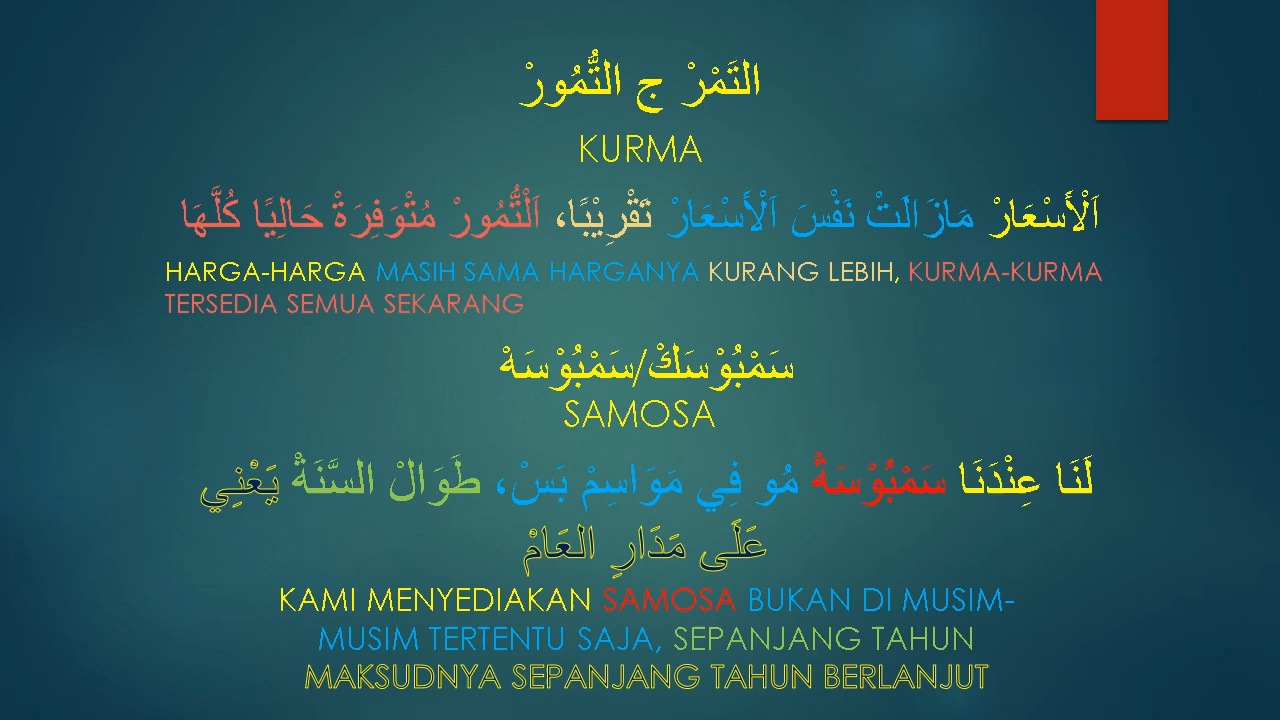 التَمْرْ ج التُّمُورْ
KURMA
اَلْأَسْعَارْ مَازَالَتْ نَفْسَ اَلْأَسْعَارْ تَقْرِيْبًا، اَلْتُّمُورْ مُتْوَفِرَةْ حَالِيًا كُلَّهَا
HARGA-HARGA MASIH SAMA HARGANYA KURANG LEBIH, KURMA-KURMA
TERSEDIA SEMUA SEKARANG
سَمْبُوْسَكْ/سَمْبُوْسَهْ
SAMOSA
لَنَا عِنْدَنَا سَمْبُوْسَةْ مُو فِي مَوَاسِمْ بَسْ، طَوَالْ السَّنَةْ يَعْنِي
عَلَى مَدَارِ العَامْ
KAMI MENYEDIAKAN SAMOSA BUKAN DI MUSIM-
MUSIM TERTENTU SAJA, SEPANJANG TAHUN
MAKSUDNYA SEPANJANG TAHUN BERLANJUT